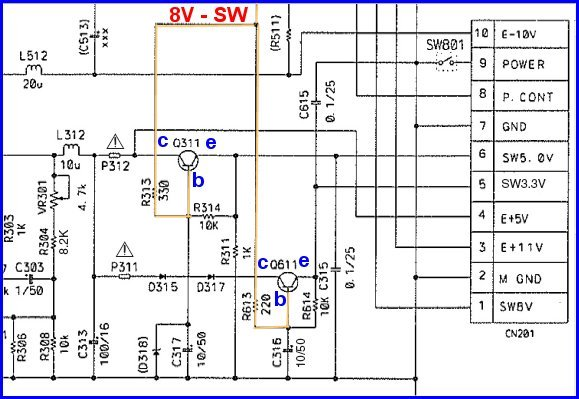 8V - SW
(C513)
xxx
(R511)
L512
20u
SW801
C615
0.1/25
10 E-10V
9 POWER
8 P. CONT
7 GND
6 SW5.0V
5 SW3.3V
4 E+5V
3 E+11V
2 M GND
1 SW8V
CN201
L312
10u
P312
c Q311 e
b
R313
330
R314
10K
VR301
4.7k
R303
1K
R304
8.2K
R311
1K
P311
D315
D317
c Q611 e
b
C315
0.1/25
C303
k 1/50
R613
220
R614
10K
R306
R308
10k
C313
100/16
(D318)
C317
10/50
C316
10/50